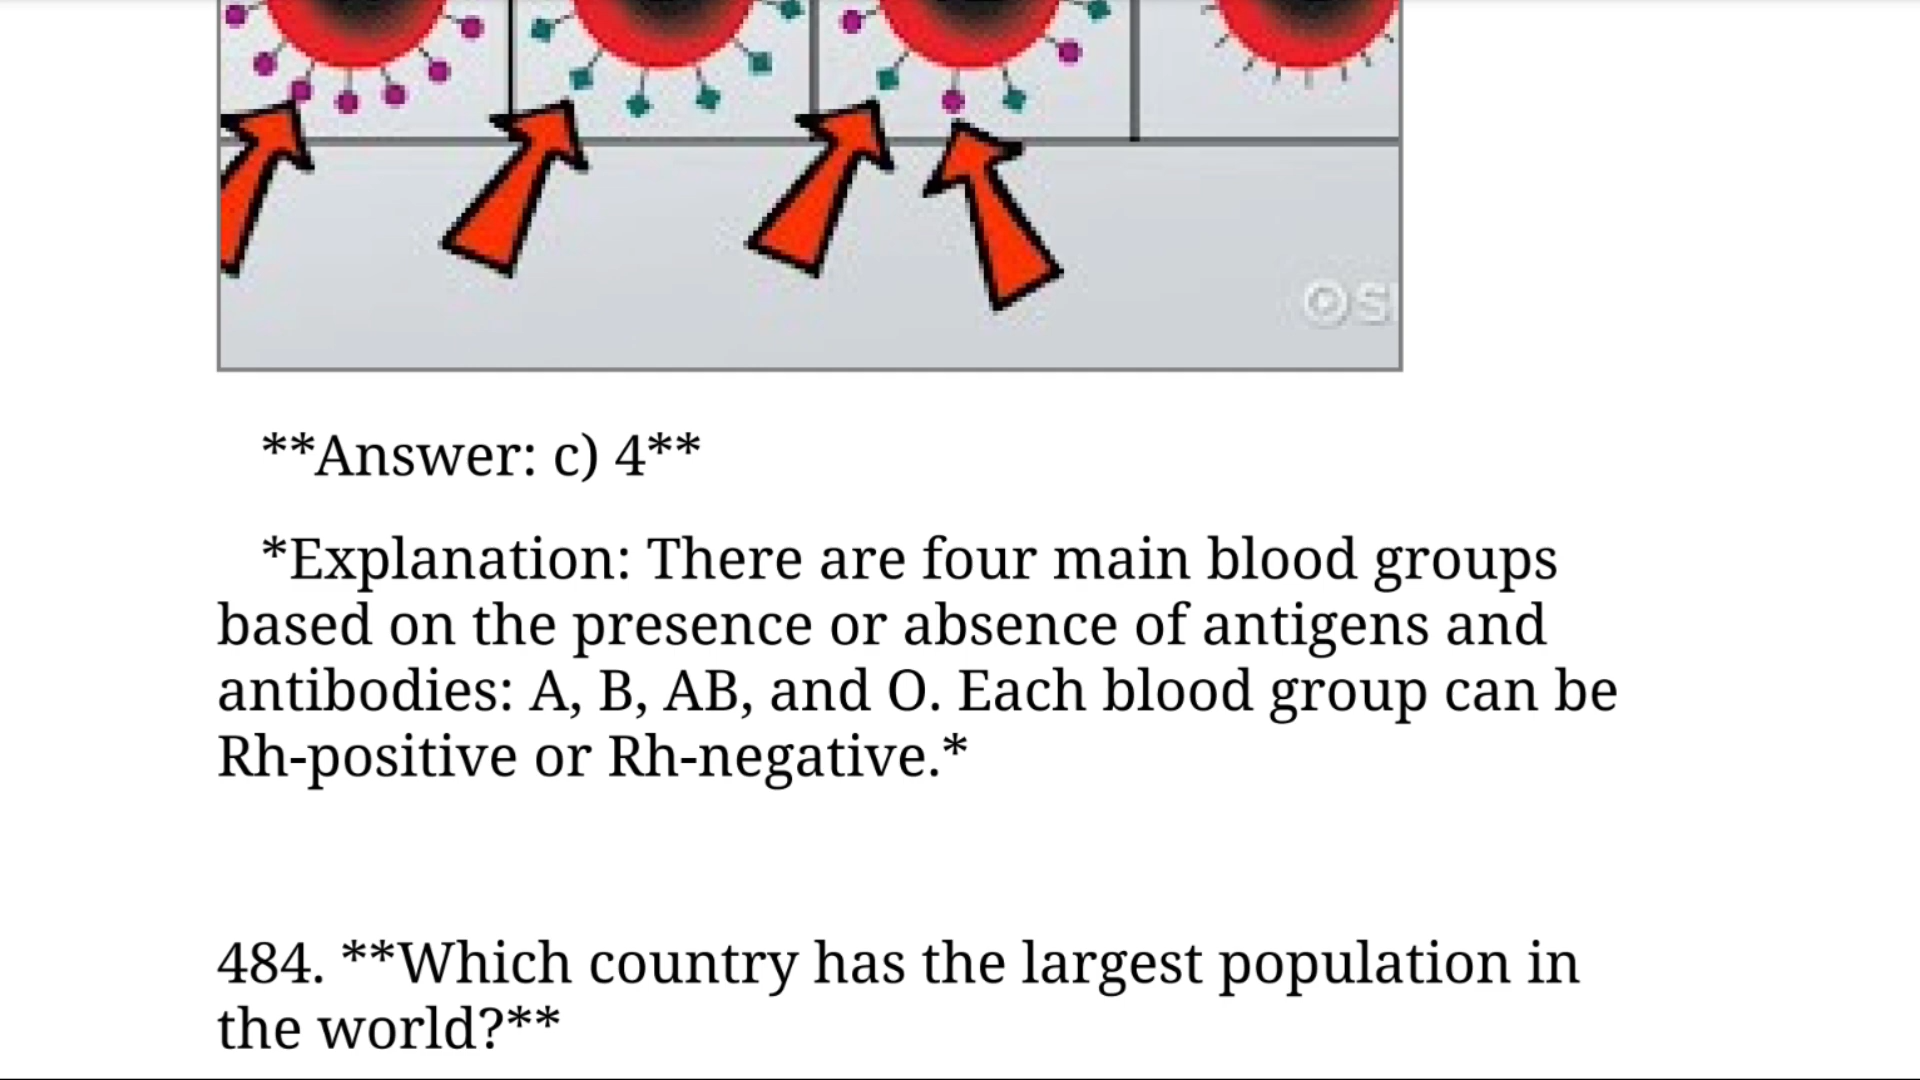 S
**Answer: c) 4**
*Explanation: There are four main blood groups
based on the presence or absence of antigens and
antibodies: A, B, AB, and O. Each blood group can be
Rh-positive or Rh-negative.*
484. **Which country has the largest population in
the world?**